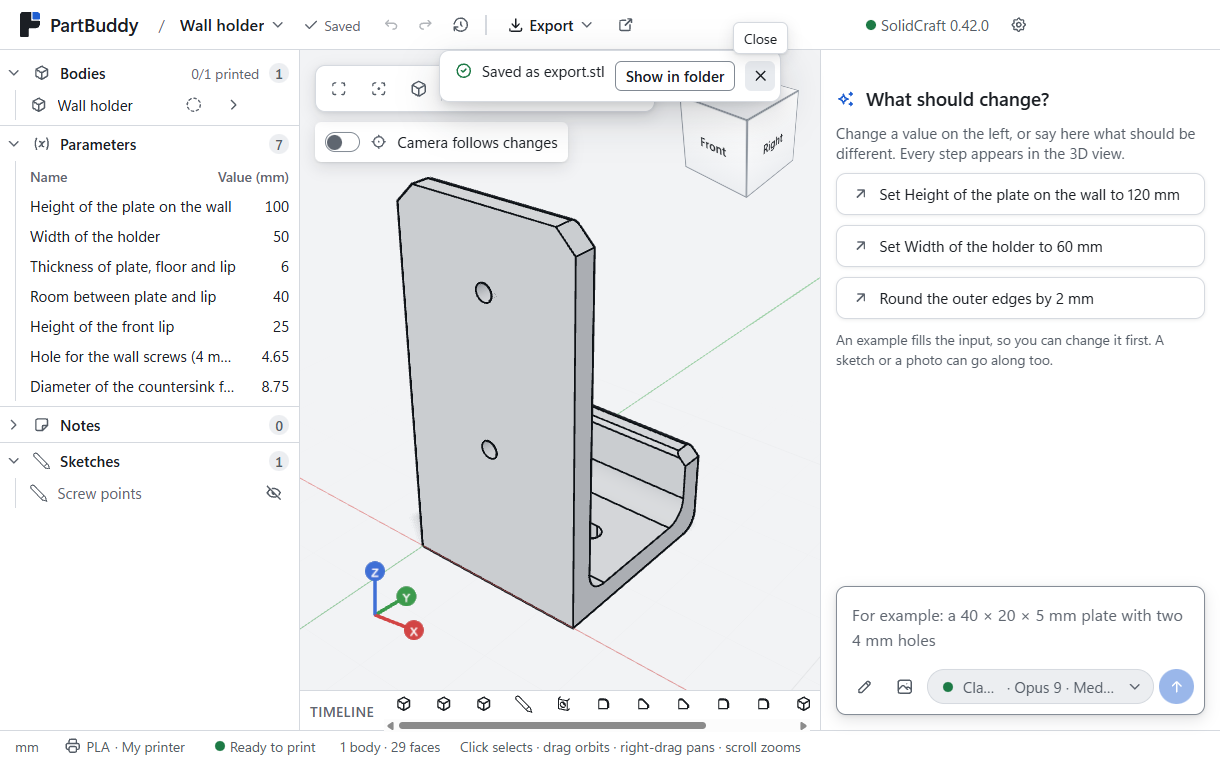 PartBuddy / Wall holder
Saved
Export
SolidCraft 0.42.0
Close
Saved as export.stl
Show in folder
Bodies 0/1 printed 1
Wall holder
Parameters 7
Name Value (mm)
Height of the plate on the wall 100
Width of the holder 50
Thickness of plate, floor and lip 6
Room between plate and lip 40
Height of the front lip 25
Hole for the wall screws (4 m... 4.65
Diameter of the countersink f... 8.75
Notes 0
Sketches 1
Screw points
Camera follows changes
Front
Right
Z
Y
X
TIMELINE
What should change?
Change a value on the left, or say here what should be
different. Every step appears in the 3D view.
Set Height of the plate on the wall to 120 mm
Set Width of the holder to 60 mm
Round the outer edges by 2 mm
An example fills the input, so you can change it first. A
sketch or a photo can go along too.
For example: a 40 × 20 × 5 mm plate with two
4 mm holes
Cla... · Opus 9 · Med...
mm
PLA · My printer
Ready to print
1 body · 29 faces
Click selects · drag orbits · right-drag pans · scroll zooms